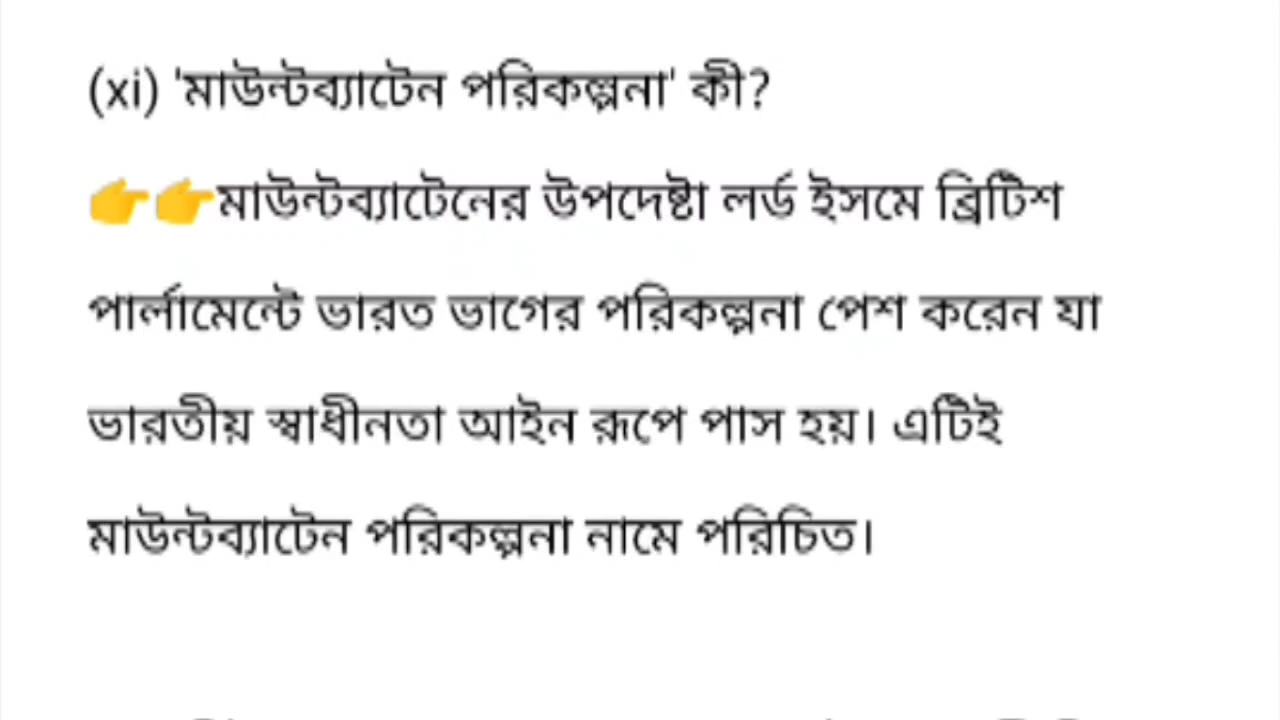 (xi) 'মাউন্টব্যাটেন পরিকল্পনা' কী?
👉👉মাউন্টব্যাটেনের উপদেষ্টা লর্ড ইসমে ব্রিটিশ
পার্লামেন্টে ভারত ভাগের পরিকল্পনা পেশ করেন যা
ভারতীয় স্বাধীনতা আইন রূপে পাস হয়। এটিই
মাউন্টব্যাটেন পরিকল্পনা নামে পরিচিত।